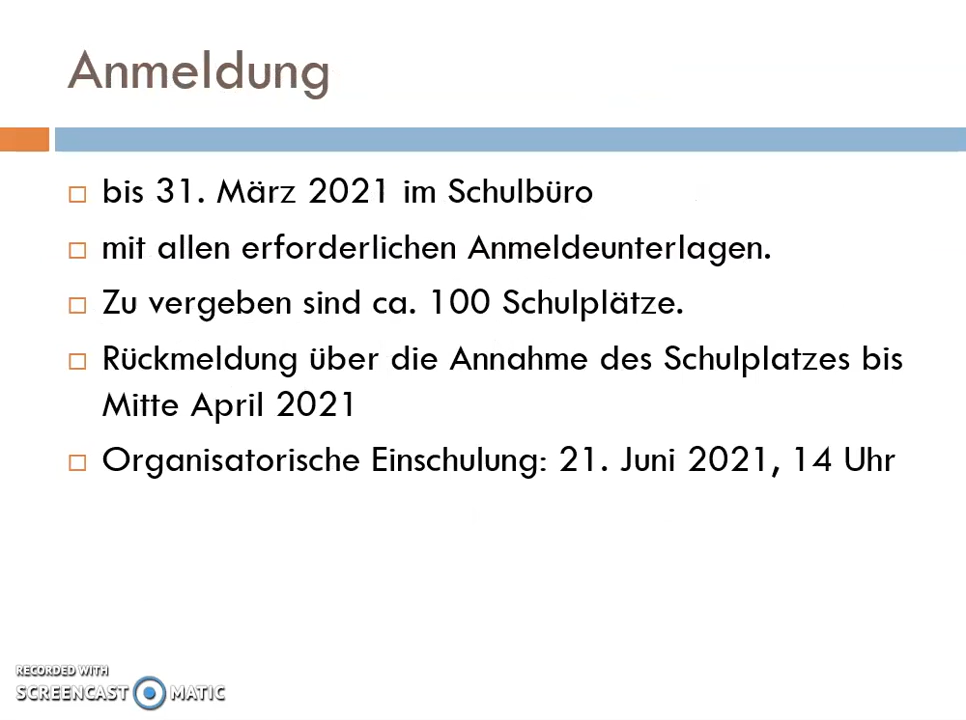 Anmeldung
bis 31. März 2021 im Schulbüro
mit allen erforderlichen Anmeldeunterlagen.
Zu vergeben sind ca. 100 Schulplätze.
Rückmeldung über die Annahme des Schulplatzes bis
Mitte April 2021
Organisatorische Einschulung: 21. Juni 2021, 14 Uhr
RECORDED WITH
SCREENCAST MATIC